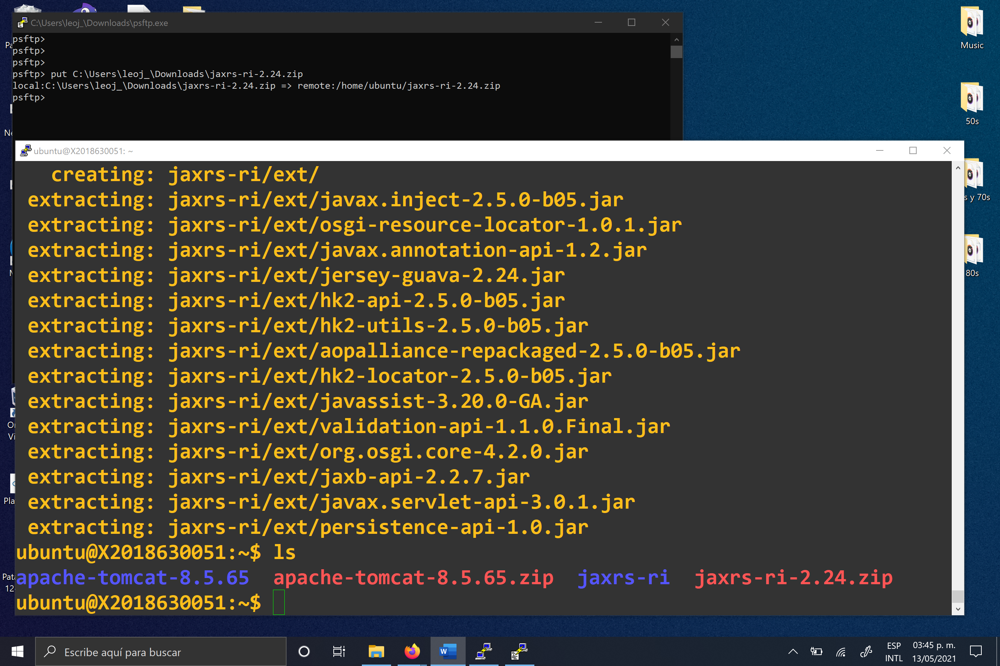 C:\Users\leoj_\Downloads\psftp.exe
psftp>
psftp>
psftp>
psftp> put C:\Users\leoj_\Downloads\jaxrs-ri-2.24.zip
local:C:\Users\leoj_\Downloads\jaxrs-ri-2.24.zip => remote:/home/ubuntu/jaxrs-ri-2.24.zip
psftp>
ubuntu@X2018630051: ~
creating: jaxrs-ri/ext/
extracting: jaxrs-ri/ext/javax.inject-2.5.0-b05.jar
extracting: jaxrs-ri/ext/osgi-resource-locator-1.0.1.jar
extracting: jaxrs-ri/ext/javax.annotation-api-1.2.jar
extracting: jaxrs-ri/ext/jersey-guava-2.24.jar
extracting: jaxrs-ri/ext/hk2-api-2.5.0-b05.jar
extracting: jaxrs-ri/ext/hk2-utils-2.5.0-b05.jar
extracting: jaxrs-ri/ext/aopalliance-repackaged-2.5.0-b05.jar
extracting: jaxrs-ri/ext/hk2-locator-2.5.0-b05.jar
extracting: jaxrs-ri/ext/javassist-3.20.0-GA.jar
extracting: jaxrs-ri/ext/validation-api-1.1.0.Final.jar
extracting: jaxrs-ri/ext/org.osgi.core-4.2.0.jar
extracting: jaxrs-ri/ext/jaxb-api-2.2.7.jar
extracting: jaxrs-ri/ext/javax.servlet-api-3.0.1.jar
extracting: jaxrs-ri/ext/persistence-api-1.0.jar
ubuntu@X2018630051:~$ ls
apache-tomcat-8.5.65 apache-tomcat-8.5.65.zip jaxrs-ri jaxrs-ri-2.24.zip
ubuntu@X2018630051:~$
Music
50s
s y 70s
80s
Escribe aquí para buscar
W
ESP
INTL
03:45 p. m.
13/05/2021